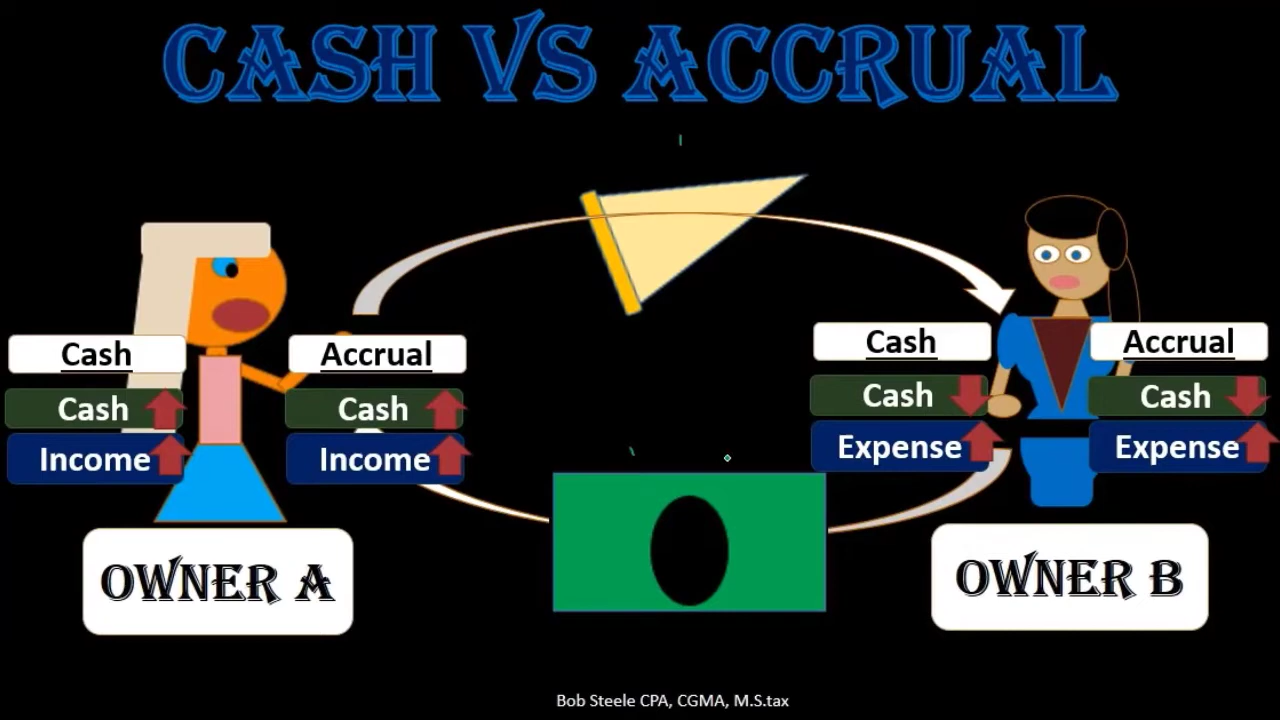 CASH VS ACCRUAL
Cash
Cash
Income
Accrual
Cash
Income
OWNER A
Cash
Cash
Expense
Accrual
Cash
Expense
OWNER B
Bob Steele CPA, CGMA, M.S.tax